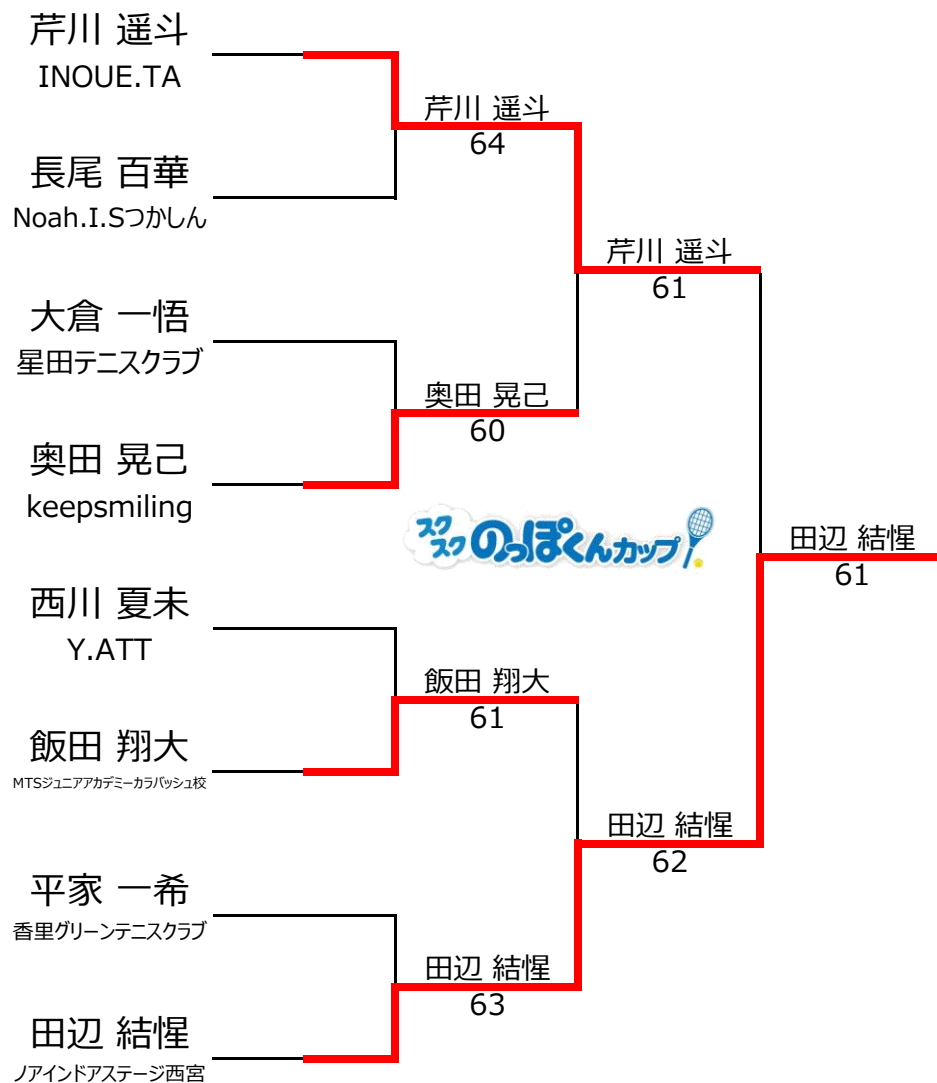 芹川 遥斗
INOUE.TA
長尾 百華
Noah.I.Sつかしん
大倉 一悟
星田テニスクラブ
奥田 晃己
keepsmiling
西川 夏未
Y.ATT
飯田 翔大
MTSジュニアアカデミーカラバッシュ校
平家 一希
香里グリーンテニスクラブ
田辺 結惺
ノアインドアステージ西宮
芹川 遥斗
64
奥田 晃己
60
飯田 翔大
61
田辺 結惺
63
芹川 遥斗
61
田辺 結惺
62
スクスク のっぽくんカップ
田辺 結惺
61